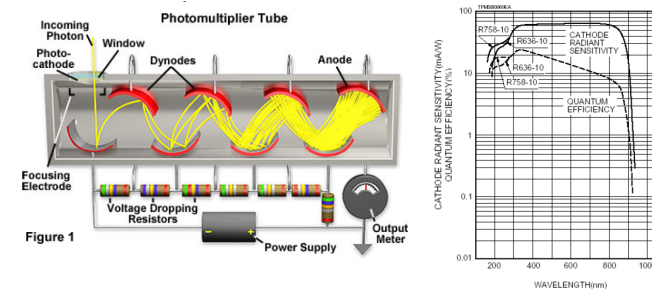 Photomultiplier Tube
Incoming
Photon
Window
Photo-
cathode
Dynodes
Anode
Focusing
Electrode
Voltage Dropping
Resistors
Output
Meter
Power Supply
Figure 1
100
10
1
0.1
0.01
CATHODE RADIANT SENSITIVITY(mA/W)
QUANTUM EFFICIENCY(%)
R758-10
R636-10
CATHODE
RADIANT
SENSITIVITY
R636-10
R758-10
QUANTUM
EFFICIENCY
200
400
600
800
WAVELENGTH(nm)